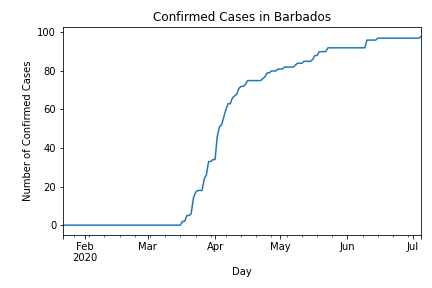 Confirmed Cases in Barbados
100
80
60
40
20
0
Number of Confirmed Cases
Feb Mar Apr May Jun Jul
2020
Day